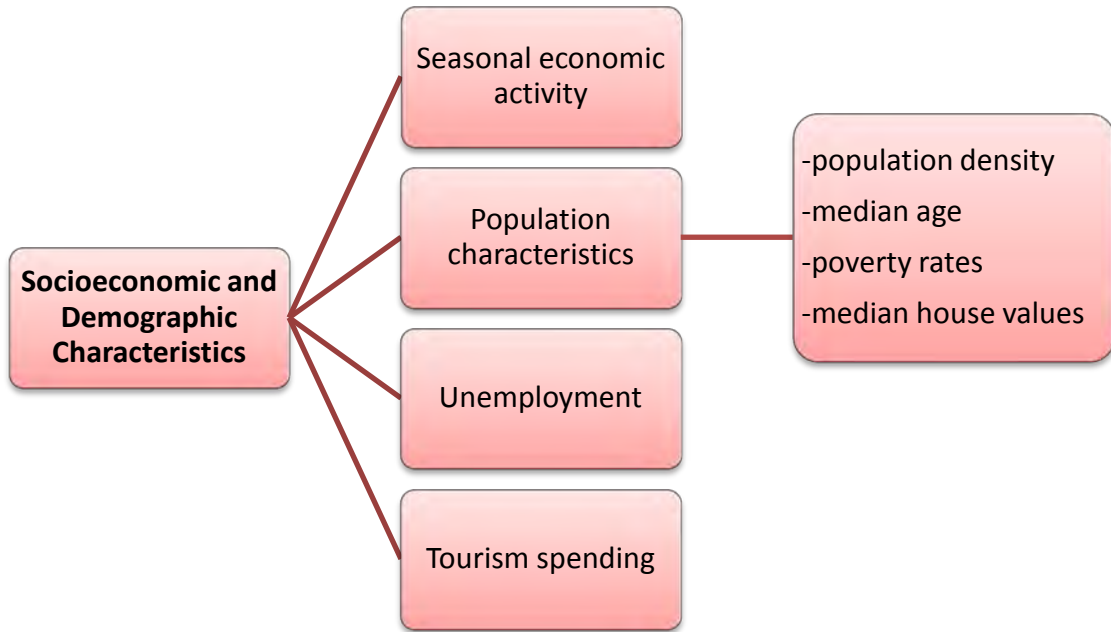 Socioeconomic and
Demographic
Characteristics
Seasonal economic
activity
Population
characteristics
Unemployment
Tourism spending
-population density
-median age
-poverty rates
-median house values